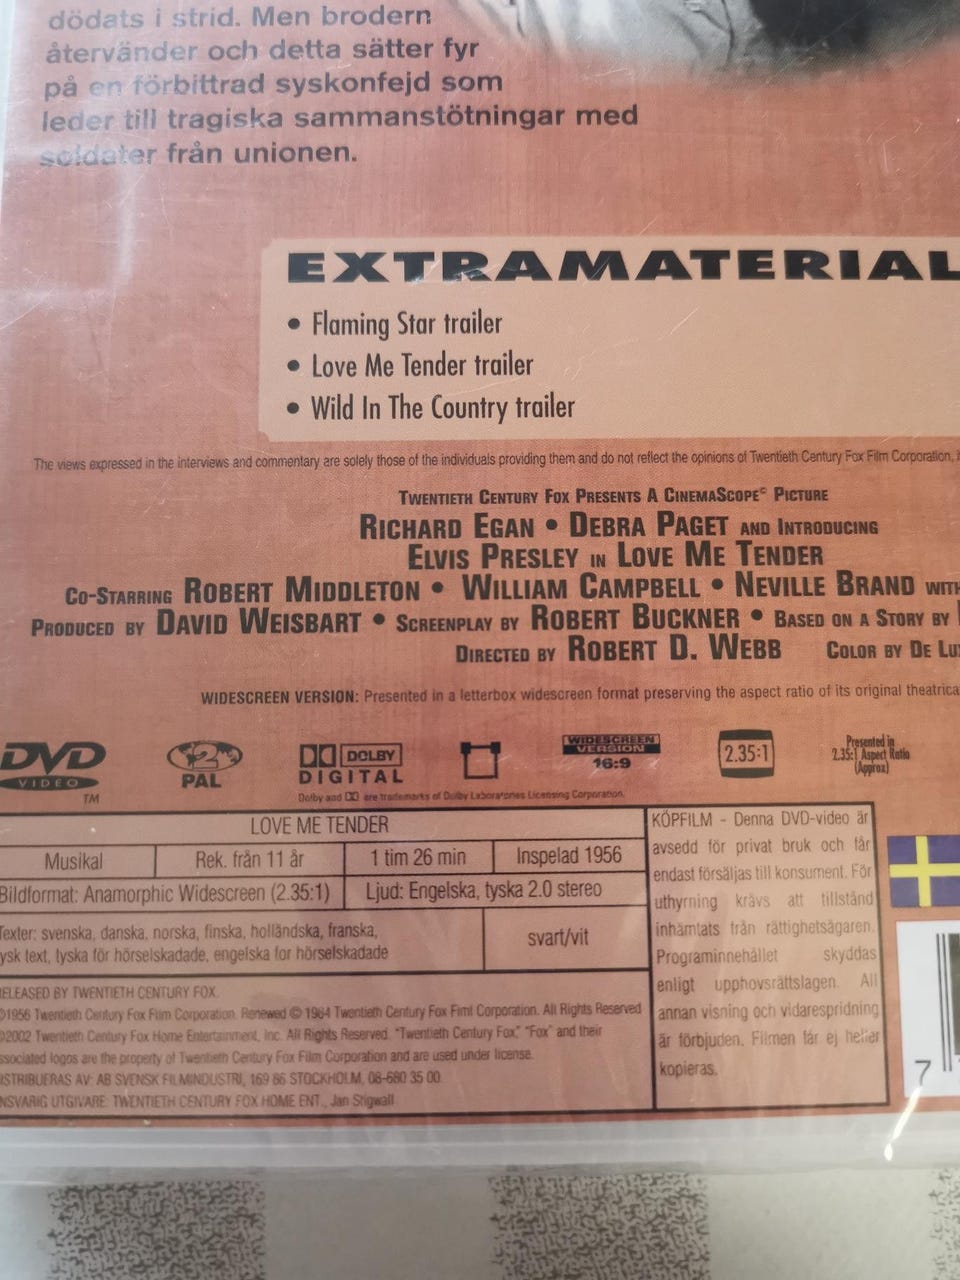 dödats i strid. Men brodern
återvänder och detta sätter fyr
på en förbittrad syskonfejd som
leder till tragiska sammanstötningar med
soldater från unionen.
EXTRAMATERIAL
• Flaming Star trailer
• Love Me Tender trailer
• Wild In The Country trailer
The views expressed in the interviews and commentary are solely those of the individuals providing them and do not reflect the opinions of Twentieth Century Fox Film Corporation,
TWENTIETH CENTURY FOX PRESENTS A CINEMASCOPE® PICTURE
RICHARD EGAN • DEBRA PAGET AND INTRODUCING
ELVIS PRESLEY IN LOVE ME TENDER
CO-STARRING ROBERT MIDDLETON • WILLIAM CAMPBELL • NEVILLE BRAND WITH
PRODUCED BY DAVID WEISBART • SCREENPLAY BY ROBERT BUCKNER • BASED ON A STORY BY
DIRECTED BY ROBERT D. WEBB COLOR BY DE LU
WIDESCREEN VERSION: Presented in a letterbox widescreen format preserving the aspect ratio of its original theatrica
DVD VIDEO TM
2 PAL
DOLBY DIGITAL
WIDESCREEN VERSION 16:9
2.35:1
Presented in
2.35:1 Aspect Ratio
(Approx)
Dolby and are trademarks of Dolby Laboratories Licensing Corporation.
LOVE ME TENDER
Musikal Rek. från 11 år 1 tim 26 min Inspelad 1956
Bildformat: Anamorphic Widescreen (2.35:1) Ljud: Engelska, tyska 2.0 stereo
Texter: svenska, danska, norska, finska, holländska, franska,
ysk text, tyska för hörselskadade, engelska for hörselskadade
svart/vit
ELEASED BY TWENTIETH CENTURY FOX.
©1956 Twentieth Century Fox Film Corporation. Renewed © 1984 Twentieth Century Fox Fiml Corporation. All Rights Reserved
©2002 Twentieth Century Fox Home Entertainment, Inc. All Rights Reserved. "Twentieth Century Fox," "Fox" and their
ssociated logos are the property of Twentieth Century Fox Film Corporation and are used under license.
ISTRIBUERAS AV: AB SVENSK FILMINDUSTRI, 169 86 STOCKHOLM, 08-680 35 00
NSVARIG UTGIVARE: TWENTIETH CENTURY FOX HOME ENT., Jan Stigwall
KÖPFILM - Denna DVD-video är
avsedd för privat bruk och får
endast försäljas till konsument. För
uthyrning krävs att tillstånd
inhämtats från rättighetsägaren.
Programinnehållet skyddas
enligt upphovsrättslagen. All
annan visning och vidarespridning
är förbjuden. Filmen får ej heller
kopieras.
7